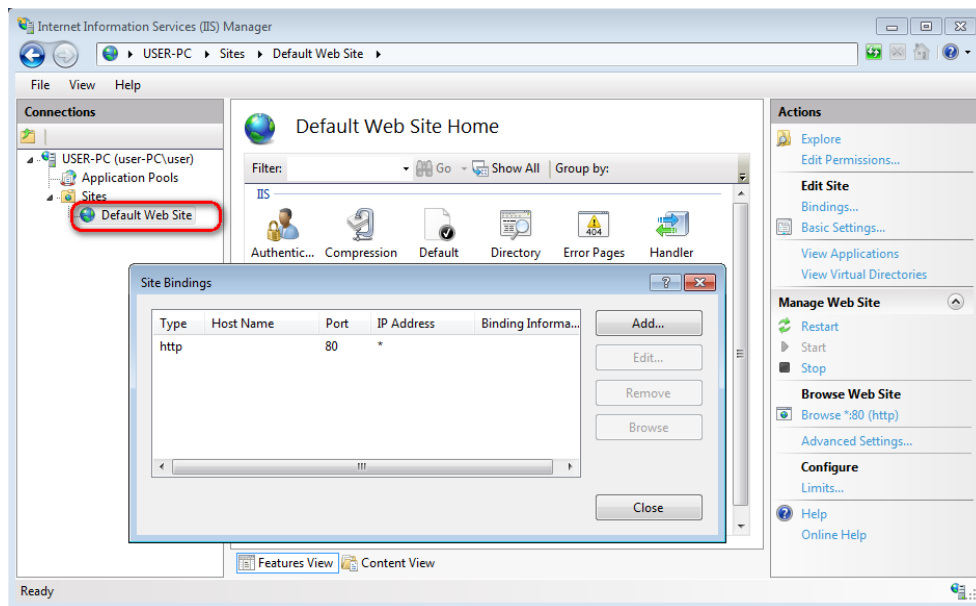 Internet Information Services (IIS) Manager
USER-PC Sites Default Web Site
File View Help
Connections
USER-PC (user-PC\user)
Application Pools
Sites
Default Web Site
Default Web Site Home
Filter: Go Show All Group by:
IIS
Authentic... Compression Default Directory Error Pages Handler
404
Site Bindings
Type Host Name Port IP Address Binding Informa...
http 80 *
Add...
Edit...
Remove
Browse
Close
Features View Content View
Actions
Explore
Edit Permissions...
Edit Site
Bindings...
Basic Settings...
View Applications
View Virtual Directories
Manage Web Site
Restart
Start
Stop
Browse Web Site
Browse *:80 (http)
Advanced Settings...
Configure
Limits...
Help
Online Help
Ready